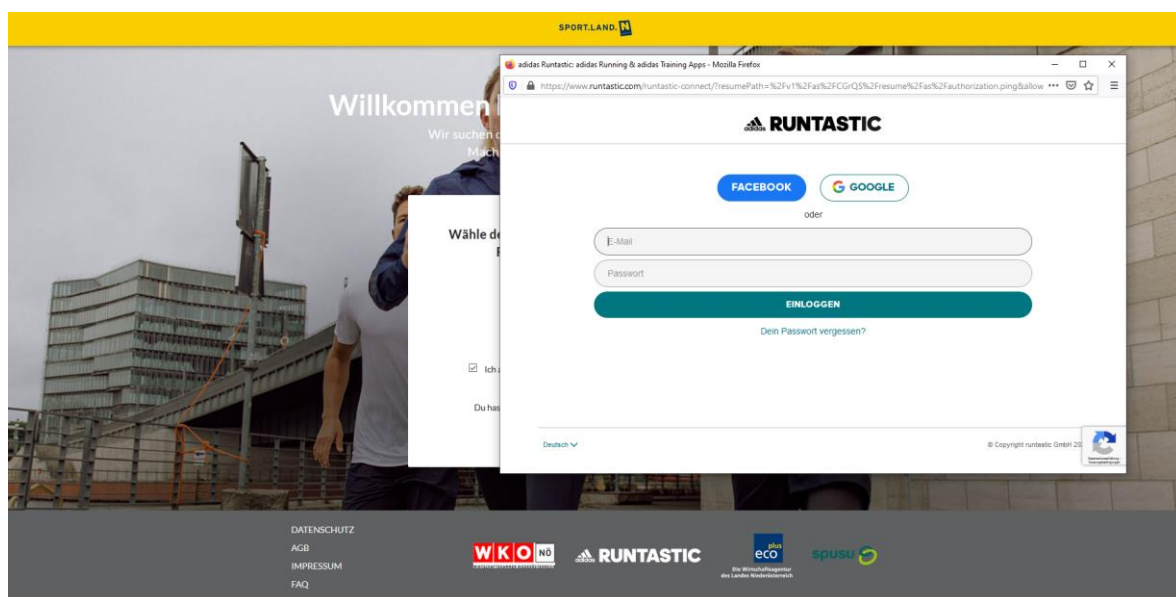 SPORT.LAND.N
adidas Runtastic: adidas Running & adidas Training Apps - Mozilla Firefox
https://www.runtastic.com/runtastic-connect/?resumePath=%2Fv1%2Fas%2FCGrQS%2Fresume%2Fas%2Fauthorization.ping&allow
Willkommen
Wir suchen
Mach
adidas RUNTASTIC
FACEBOOK
G GOOGLE
oder
E-Mail
Passwort
EINLOGGEN
Dein Passwort vergessen?
Wähle de
Ich
Du has
Deutsch
© Copyright runtastic GmbH 20
DATENSCHUTZ
AGB
IMPRESSUM
FAQ
WKO NÖ
adidas RUNTASTIC
eco plus
Die Wirtschaftsagentur
des Landes Niederösterreich
spusu